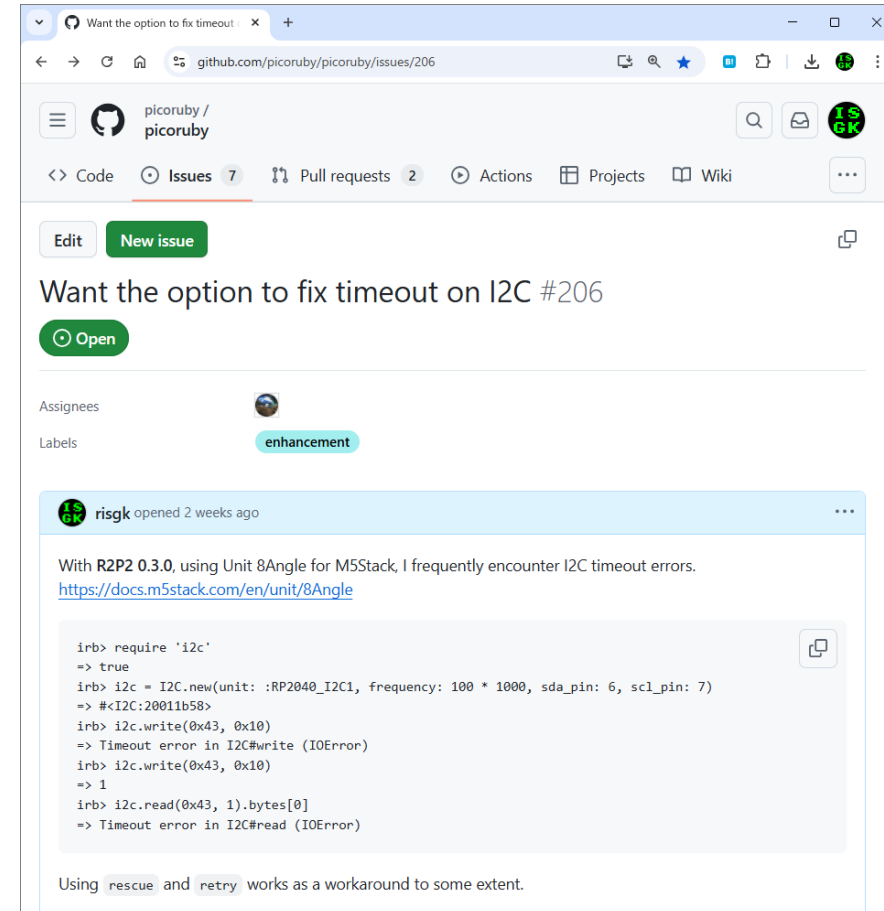 Want the option to fix timeout
github.com/picoruby/picoruby/issues/206
picoruby /
picoruby
IS
GK
Code Issues 7 Pull requests 2 Actions Projects Wiki
Edit New issue
Want the option to fix timeout on I2C #206
Open
Assignees
Labels enhancement
risgk opened 2 weeks ago
With R2P2 0.3.0, using Unit 8Angle for M5Stack, I frequently encounter I2C timeout errors.
https://docs.m5stack.com/en/unit/8Angle
irb> require 'i2c'
=> true
irb> i2c = I2C.new(unit: :RP2040_I2C1, frequency: 100 * 1000, sda_pin: 6, scl_pin: 7)
=> #<I2C:20011b58>
irb> i2c.write(0x43, 0x10)
=> Timeout error in I2C#write (IOError)
irb> i2c.write(0x43, 0x10)
=> 1
irb> i2c.read(0x43, 1).bytes[0]
=> Timeout error in I2C#read (IOError)
Using rescue and retry works as a workaround to some extent.